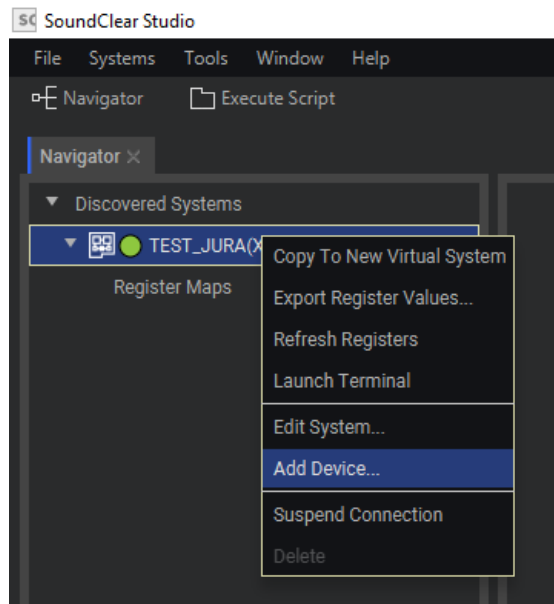 SC SoundClear Studio
File Systems Tools Window Help
Navigator Execute Script
Navigator
Discovered Systems
TEST_JURA(X
Register Maps
Copy To New Virtual System
Export Register Values...
Refresh Registers
Launch Terminal
Edit System...
Add Device...
Suspend Connection
Delete